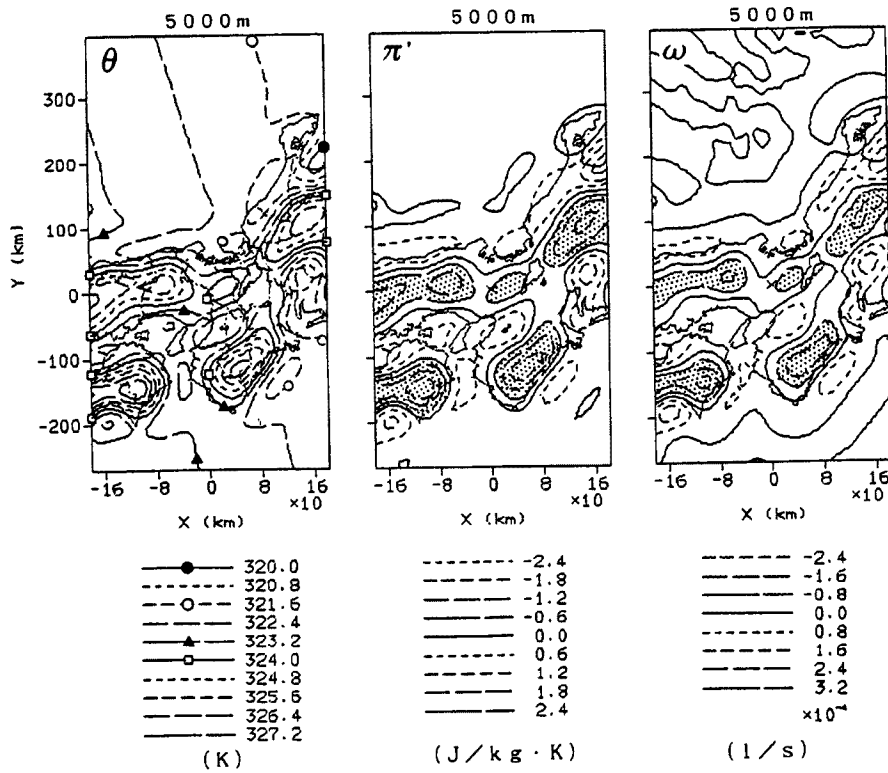 5000m 5000m 5000m
θ π' ω
300
200
100
0
-100
-200
Y (km)
-16 -8 0 8 16 -16 -8 0 8 16 -16 -8 0 8 16
×10 ×10 ×10
X (km) X (km) X (km)
320.0 -2.4 -2.4
320.8 -1.8 -1.6
321.6 -1.2 -0.8
322.4 -0.6 0.0
323.2 0.0 0.8
324.0 0.6 1.6
324.8 1.2 2.4
325.6 1.8 3.2
326.4 2.4
327.2
(K) (J/kg·K) (1/s)